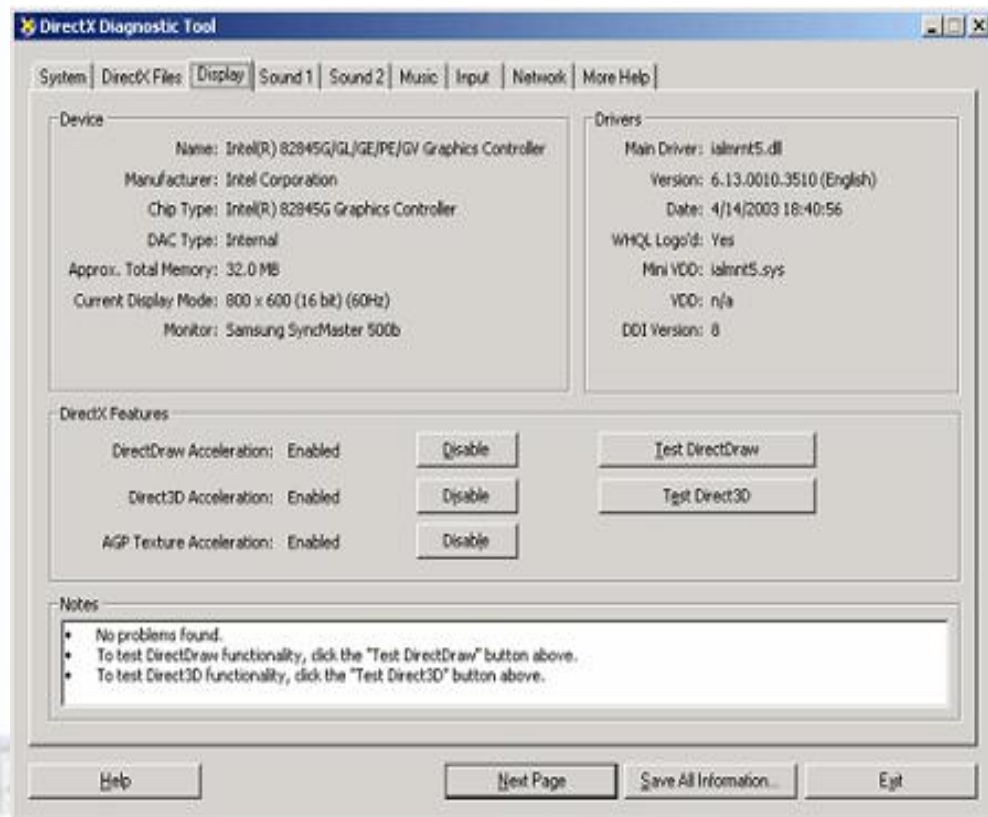 DirectX Diagnostic Tool
System DirectX Files Display Sound 1 Sound 2 Music Input Network More Help
Device
Name: Intel(R) 82845G/GL/GE/PE/GV Graphics Controller
Manufacturer: Intel Corporation
Chip Type: Intel(R) 82845G Graphics Controller
DAC Type: Internal
Approx. Total Memory: 32.0 MB
Current Display Mode: 800 x 600 (16 bit) (60Hz)
Monitor: Samsung SyncMaster 500b
Drivers
Main Driver: ialmrnt5.dll
Version: 6.13.0010.3510 (English)
Date: 4/14/2003 18:40:56
WHQL Logo'd: Yes
Mini VDD: ialmnt5.sys
VDD: n/a
DDI Version: 8
DirectX Features
DirectDraw Acceleration: Enabled Disable Test DirectDraw
Direct3D Acceleration: Enabled Disable Test Direct3D
AGP Texture Acceleration: Enabled Disable
Notes
• No problems found.
• To test DirectDraw functionality, click the "Test DirectDraw" button above.
• To test Direct3D functionality, click the "Test Direct3D" button above.
Help Next Page Save All Information... Exit